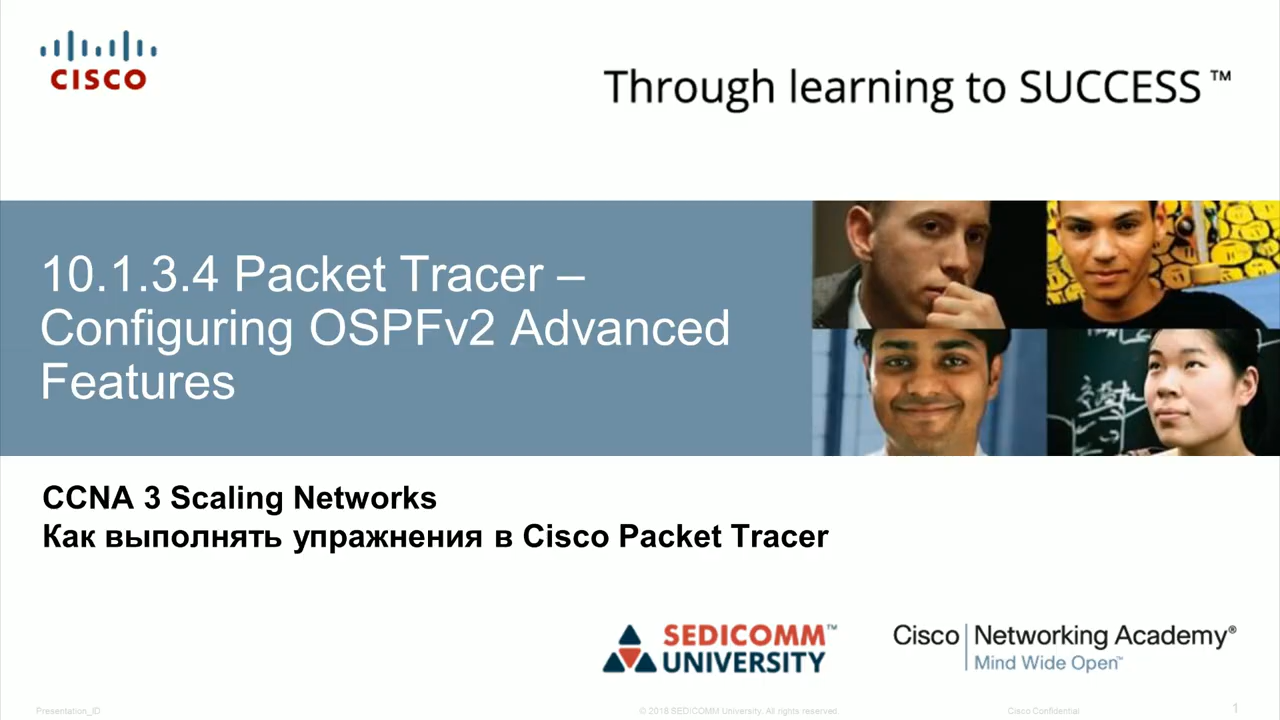 CISCO
Through learning to SUCCESS™
10.1.3.4 Packet Tracer –
Configuring OSPFv2 Advanced
Features
CCNA 3 Scaling Networks
Как выполнять упражнения в Cisco Packet Tracer
SEDICOMM™
UNIVERSITY
Cisco Networking Academy®
Mind Wide Open™
Presentation_ID
© 2018 SEDICOMM University. All rights reserved.
Cisco Confidential
1